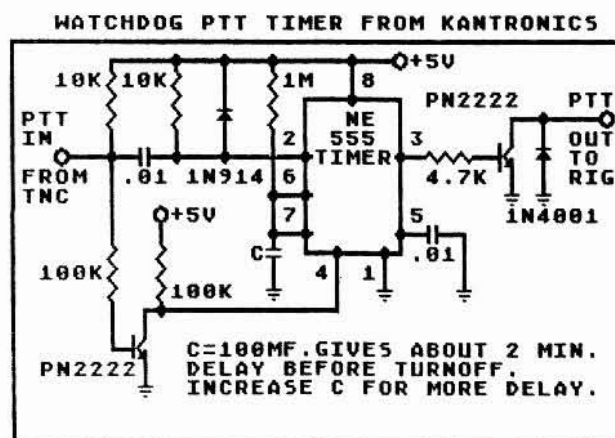 WATCHDOG PTT TIMER FROM KANTRONICS
+5V
10K 10K 1M 8
PN2222 PTT
PTT
IN
2 NE 3 OUT
555
TIMER TO
FROM
TNC
.01 1N914 6 4.7K RIG
+5V 7 5 1N4001
C .01
100K 100K 4 1
PN2222
C=100MF.GIVES ABOUT 2 MIN.
DELAY BEFORE TURNOFF.
INCREASE C FOR MORE DELAY.